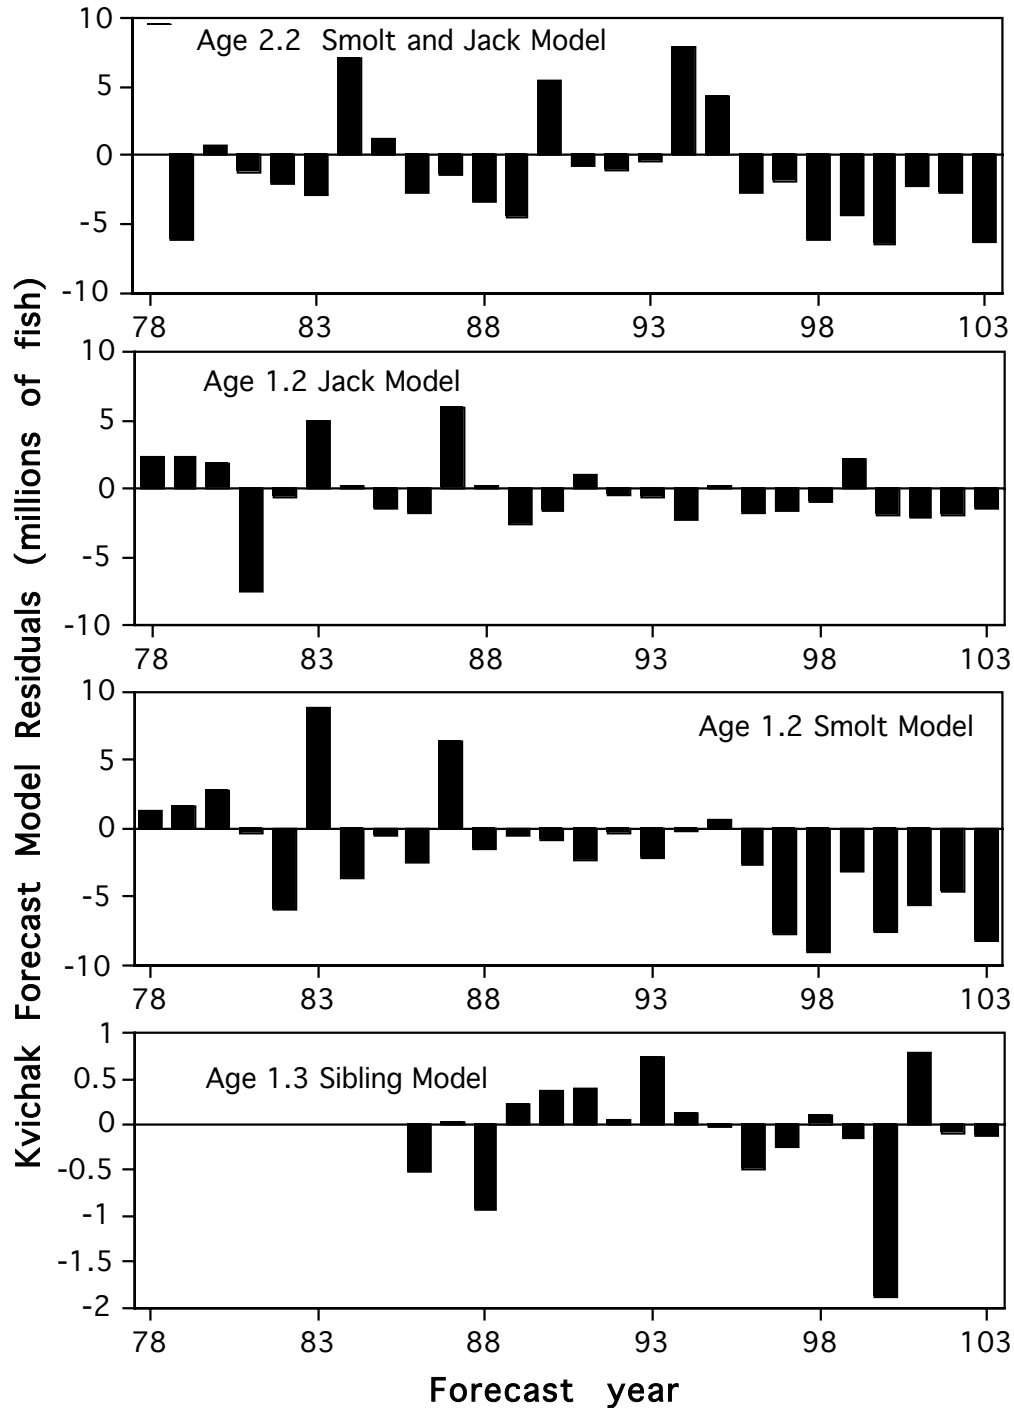 Kvichak Forecast Model Residuals (millions of fish)
10
Age 2.2 Smolt and Jack Model
5
0
-5
-10
78 83 88 93 98 103
10
Age 1.2 Jack Model
5
0
-5
-10
78 83 88 93 98 103
10
Age 1.2 Smolt Model
5
0
-5
-10
78 83 88 93 98 103
1
0.5
Age 1.3 Sibling Model
0
-0.5
-1
-1.5
-2
78 83 88 93 98 103
Forecast year